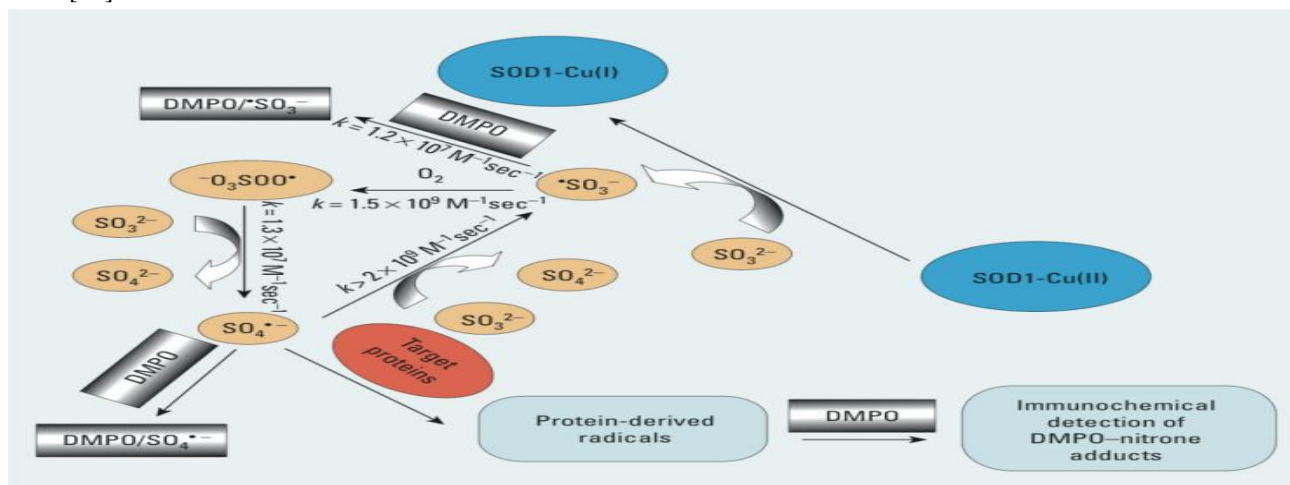 SOD1-Cu(I)
DMPO/•SO₃⁻
DMPO
k = 1.2 × 10⁷ M⁻¹sec⁻¹
⁻O₃SOO•
O₂
k = 1.5 × 10⁹ M⁻¹sec⁻¹
•SO₃⁻
SO₃²⁻
SO₄²⁻
k = 1.3 × 10⁷ M⁻¹sec⁻¹
k > 2 × 10⁹ M⁻¹sec⁻¹
SO₄²⁻
SO₃²⁻
SO₃²⁻
SOD1-Cu(II)
SO₄•⁻
DMPO
Target
proteins
DMPO/SO₄•⁻
Protein-derived
radicals
DMPO
Immunochemical
detection of
DMPO–nitrone
adducts